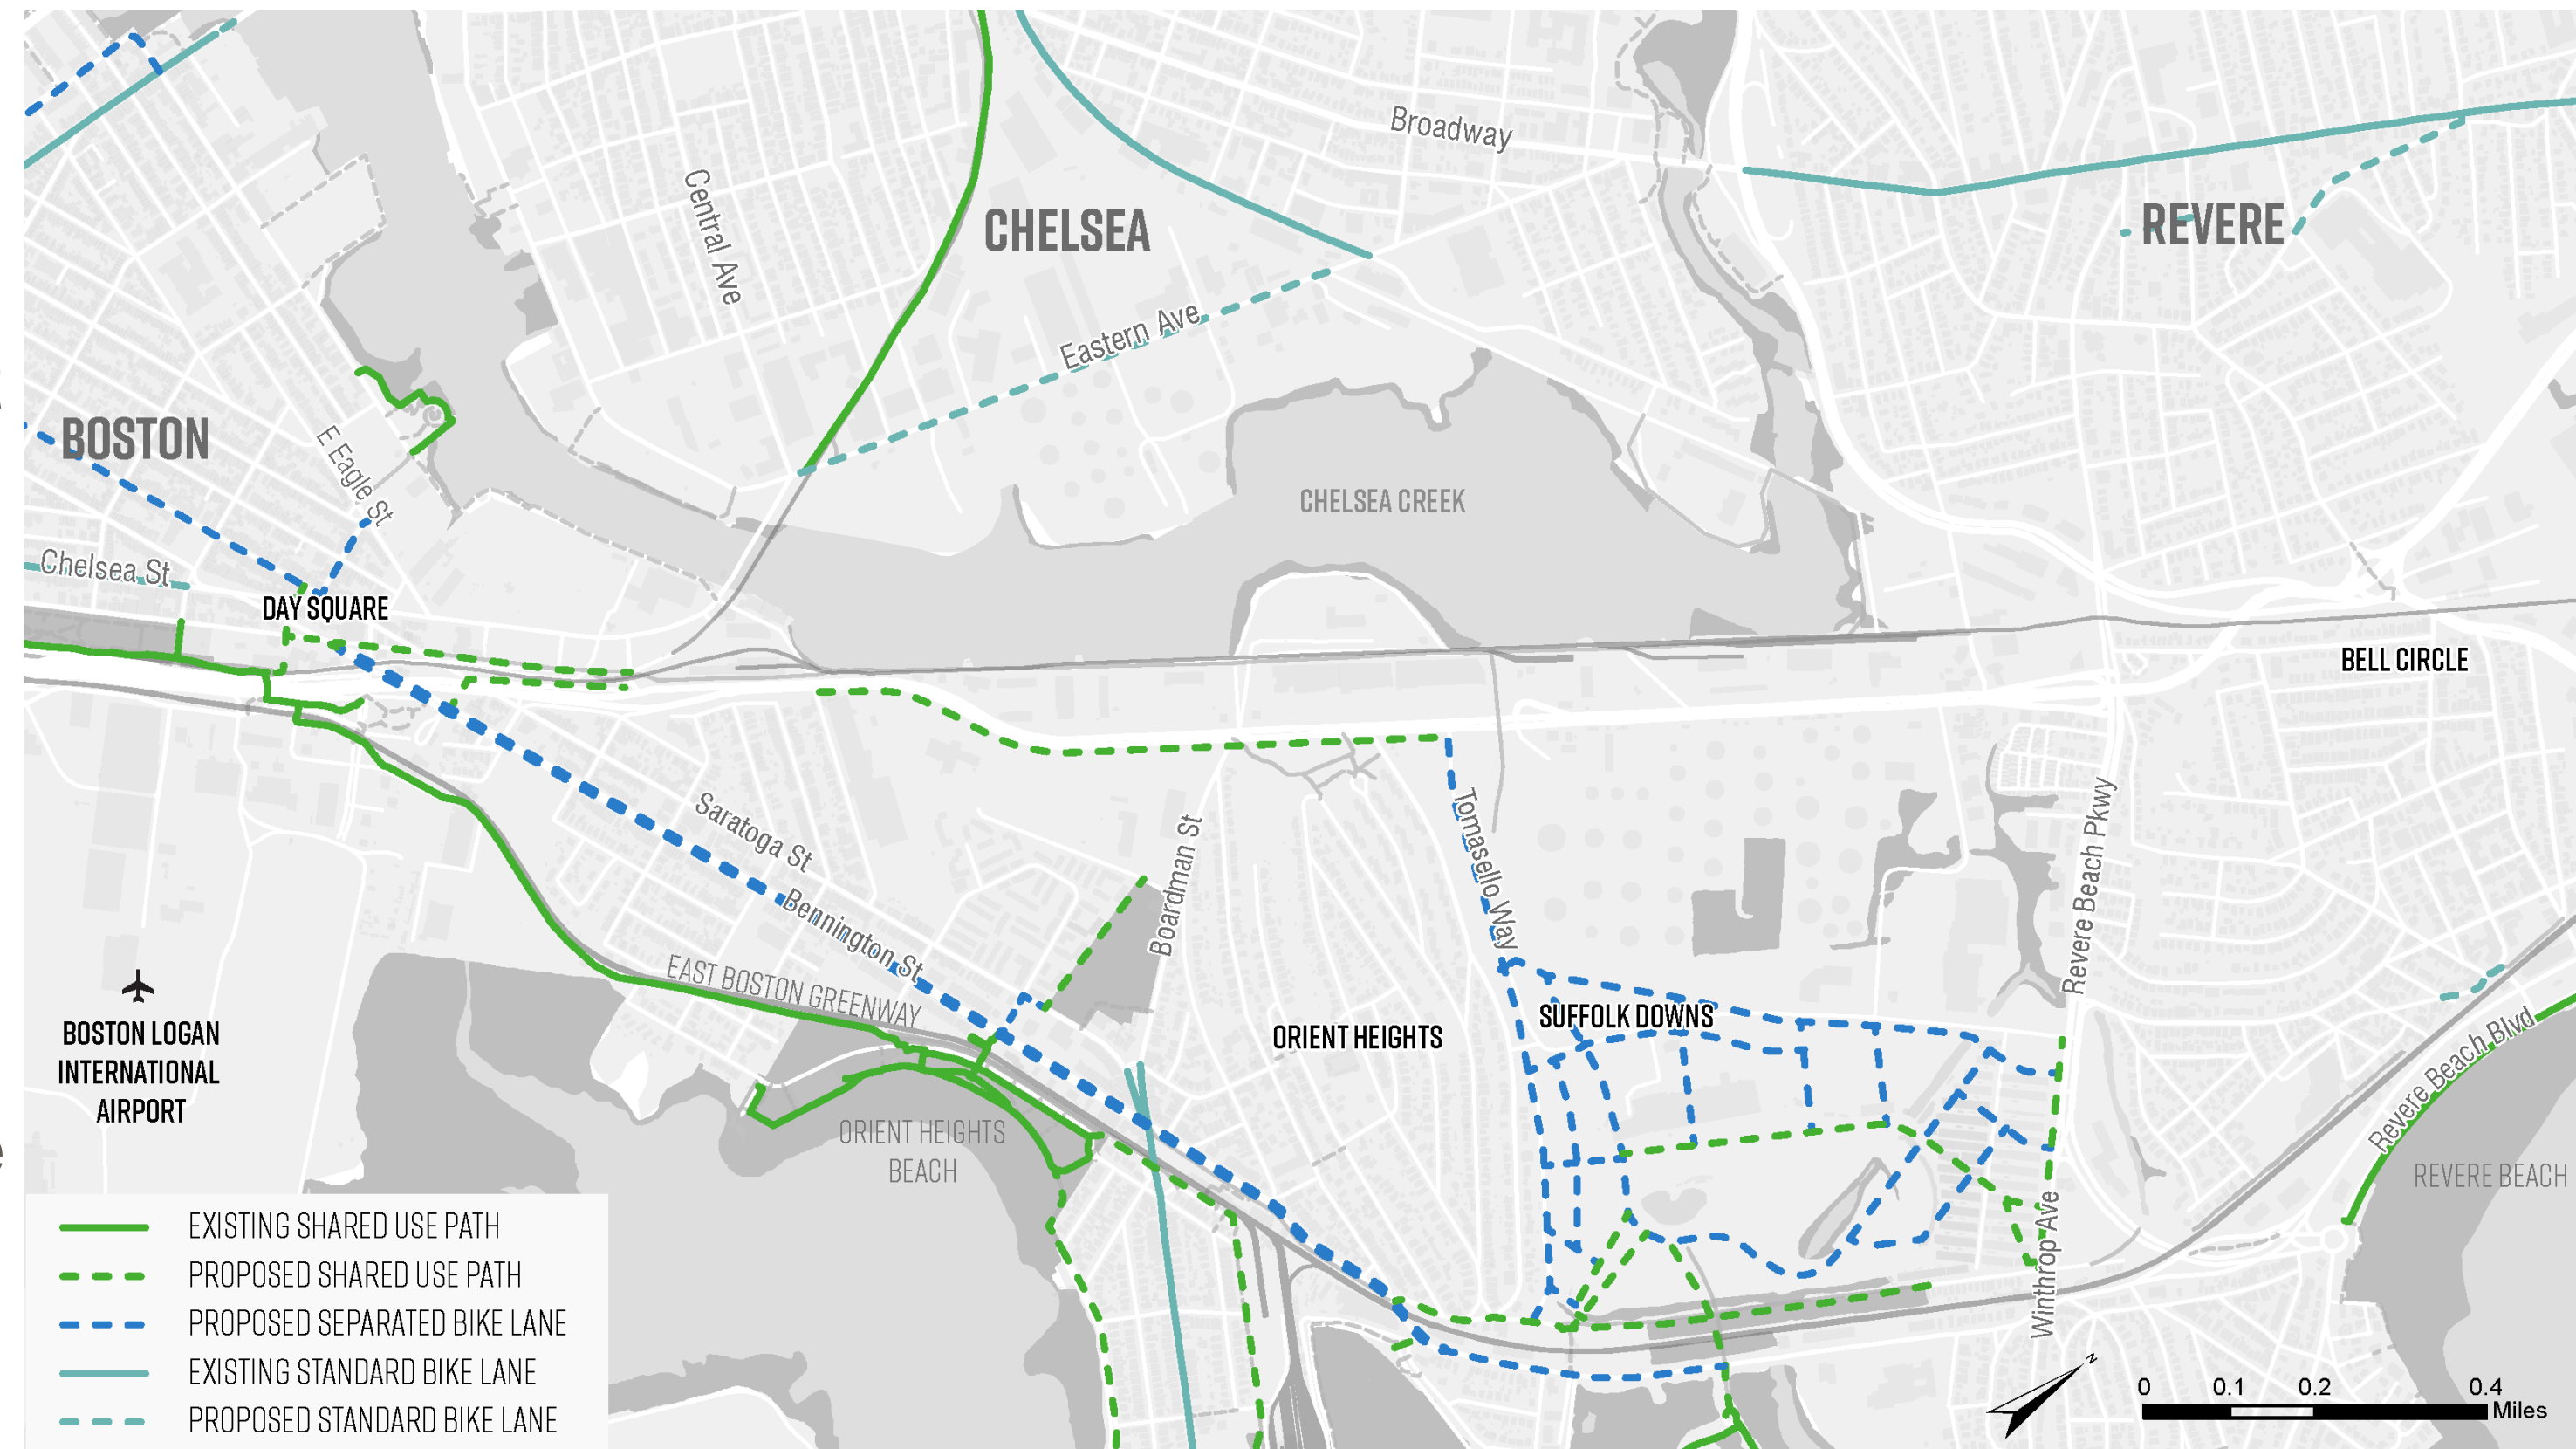 Broadway
Central Ave
CHELSEA
REVERE
Eastern Ave
BOSTON
E Eagle St
CHELSEA CREEK
Chelsea St
DAY SQUARE
BELL CIRCLE
Saratoga St
Tomasello Way
Boardman St
Revere Beach Pkwy
Bennington St
EAST BOSTON GREENWAY
BOSTON LOGAN
INTERNATIONAL
AIRPORT
SUFFOLK DOWNS
ORIENT HEIGHTS
Revere Beach Blvd
ORIENT HEIGHTS
BEACH
REVERE BEACH
Winthrop Ave
EXISTING SHARED USE PATH
PROPOSED SHARED USE PATH
PROPOSED SEPARATED BIKE LANE
EXISTING STANDARD BIKE LANE
PROPOSED STANDARD BIKE LANE
N
0 0.1 0.2 0.4
Miles